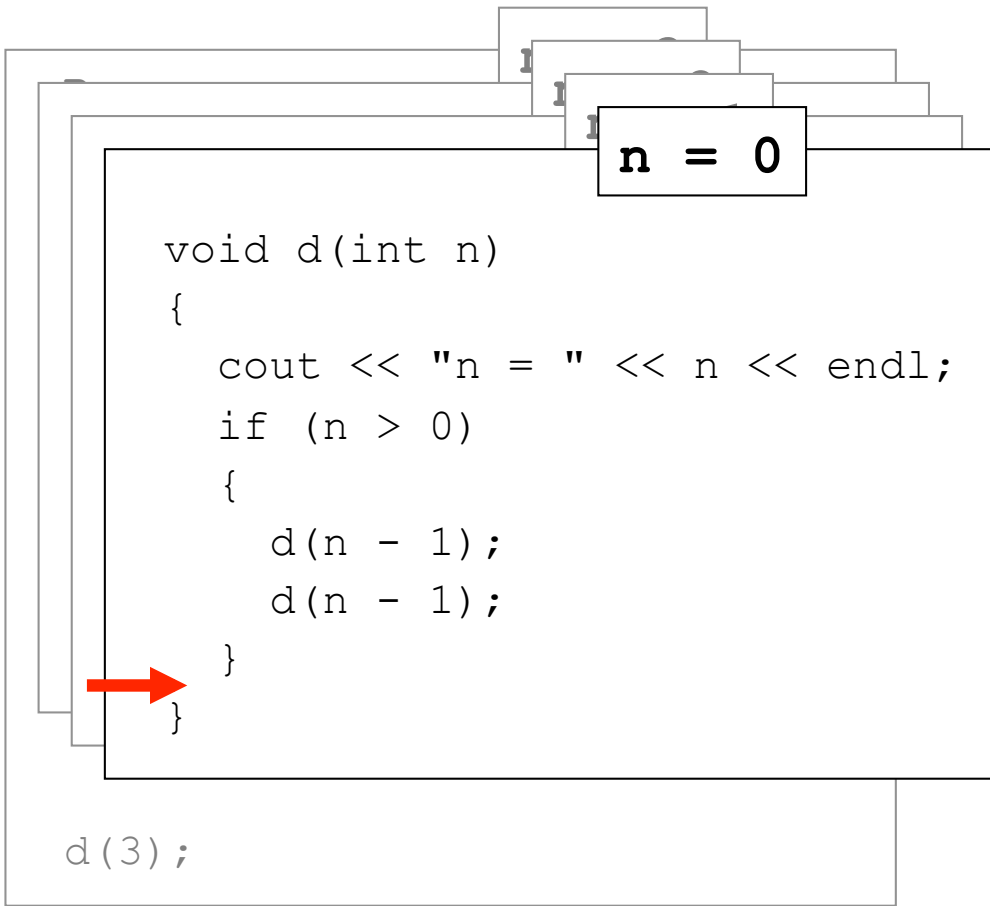 n = 0
void d(int n)
{
cout << "n = " << n << endl;
if (n > 0)
{
d(n - 1);
d(n - 1);
}
}
d(3);